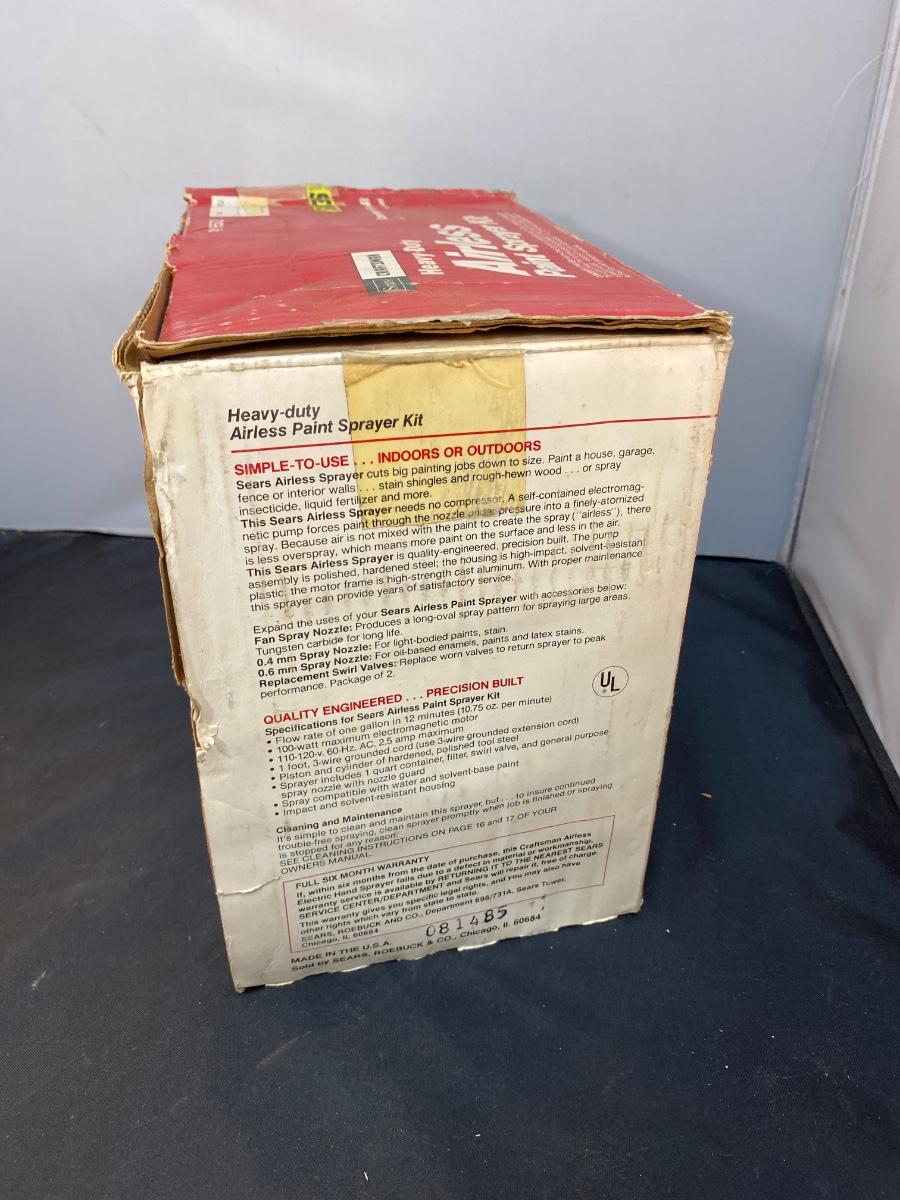 Sears
CRAFTSMAN
Heavy-duty
Airless
Paint Sprayer
Heavy-duty
Airless Paint Sprayer Kit
SIMPLE-TO-USE . . . INDOORS OR OUTDOORS
Sears Airless Sprayer cuts big painting jobs down to size. Paint a house, garage,
fence or interior walls . . . stain shingles and rough-hewn wood . . . or spray
insecticide, liquid fertilizer and more.
This Sears Airless Sprayer needs no compressor. A self-contained electromag-
netic pump forces paint through the nozzle under pressure into a finely-atomized
spray. Because air is not mixed with the paint to create the spray ("airless"), there
is less overspray, which means more paint on the surface and less in the air.
This Sears Airless Sprayer is quality-engineered, precision built. The pump
assembly is polished, hardened steel; the housing is high-impact, solvent-resistant
plastic; the motor frame is high-strength cast aluminum. With proper maintenance
this sprayer can provide years of satisfactory service.
Expand the uses of your Sears Airless Paint Sprayer with accessories below:
Fan Spray Nozzle: Produces a long-oval spray pattern for spraying large areas.
Tungsten carbide for long life.
0.4 mm Spray Nozzle: For light-bodied paints, stain.
0.6 mm Spray Nozzle: For oil-based enamels, paints and latex stains.
Replacement Swirl Valves: Replace worn valves to return sprayer to peak
performance. Package of 2.
UL
QUALITY ENGINEERED . . . PRECISION BUILT
Specifications for Sears Airless Paint Sprayer Kit
• Flow rate of one gallon in 12 minutes (10.75 oz. per minute)
• 100-watt maximum electromagnetic motor
• 110-120-v, 60-Hz, AC. 2.5 amp maximum
• 1 foot, 3-wire grounded cord (use 3-wire grounded extension cord)
• Piston and cylinder of hardened, polished tool steel
• Sprayer includes 1 quart container, filter, swirl valve, and general purpose
spray nozzle with nozzle guard
• Spray compatible with water and solvent-base paint
• Impact and solvent-resistant housing
Cleaning and Maintenance
It's simple to clean and maintain this sprayer, but . . . to insure continued
trouble-free spraying, clean sprayer promptly when job is finished or spraying
is stopped for any reason.
SEE CLEANING INSTRUCTIONS ON PAGE 16 and 17 OF YOUR
OWNERS MANUAL.
FULL SIX MONTH WARRANTY
If, within six months from the date of purchase, this Craftsman Airless
Electric Hand Sprayer fails due to a defect in material or workmanship,
warranty service is available by RETURNING IT TO THE NEAREST SEARS
SERVICE CENTER/DEPARTMENT and Sears will repair it, free of charge.
This warranty gives you specific legal rights, and you may also have
other rights which vary from state to state.
SEARS, ROEBUCK AND CO., Department 698/731A, Sears Tower,
Chicago, IL 60684
081485
MADE IN THE U.S.A.
Sold by SEARS, ROEBUCK & CO., Chicago, IL 60684